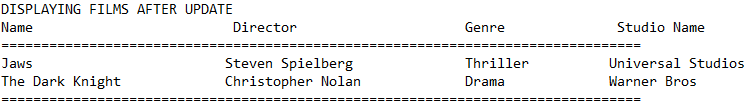 DISPLAYING FILMS AFTER UPDATE
Name Director Genre Studio Name
================================================================================
Jaws Steven Spielberg Thriller Universal Studios
The Dark Knight Christopher Nolan Drama Warner Bros
================================================================================